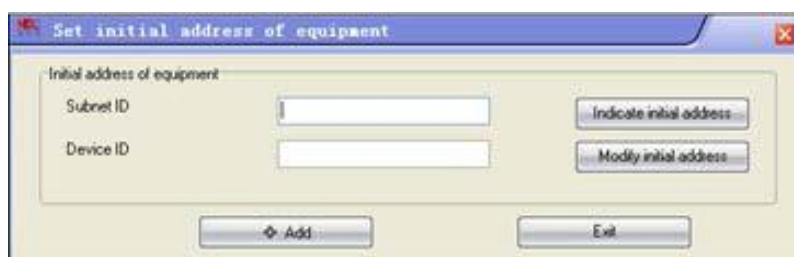 Set initial address of equipment
Initial address of equipment
Subnet ID
Indicate initial address
Device ID
Modify initial address
Add
Exit